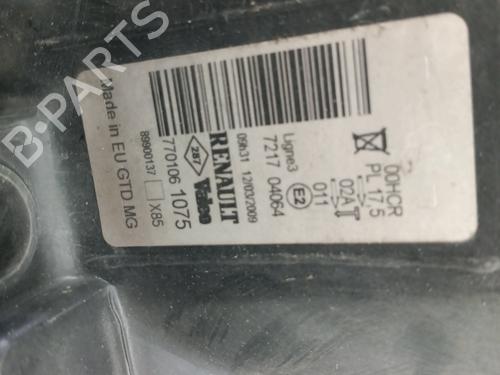 B-PARTS
00HCR
PL 17,5
02A
011
E2
Ligne3
7217 04064
09h31 12/03/2009
RENAULT
287 Valeo
770106 1075
89900137 X85
Made in EU GTD MG